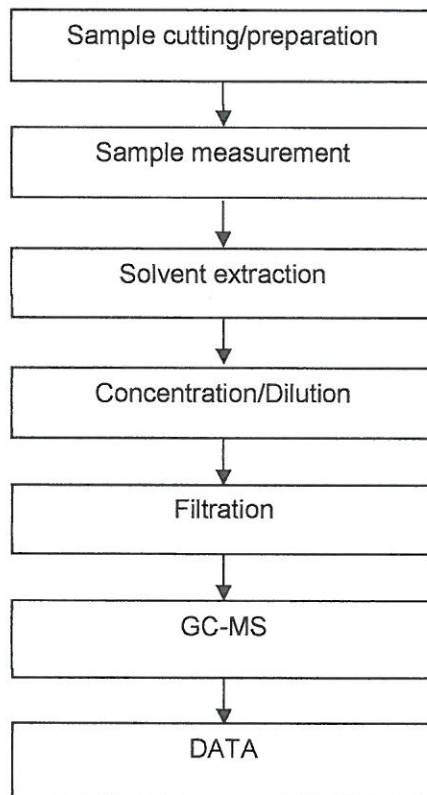 Sample cutting/preparation
Sample measurement
Solvent extraction
Concentration/Dilution
Filtration
GC-MS
DATA